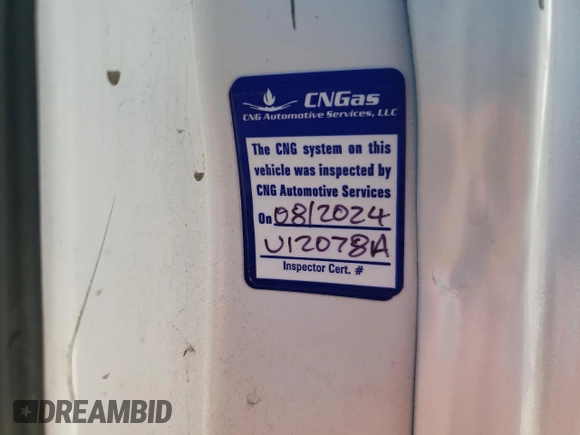 CNGas
CNG Automotive Services, LLC
The CNG system on this
vehicle was inspected by
CNG Automotive Services
On 08/2024
U12078A
Inspector Cert. #
DREAMBID